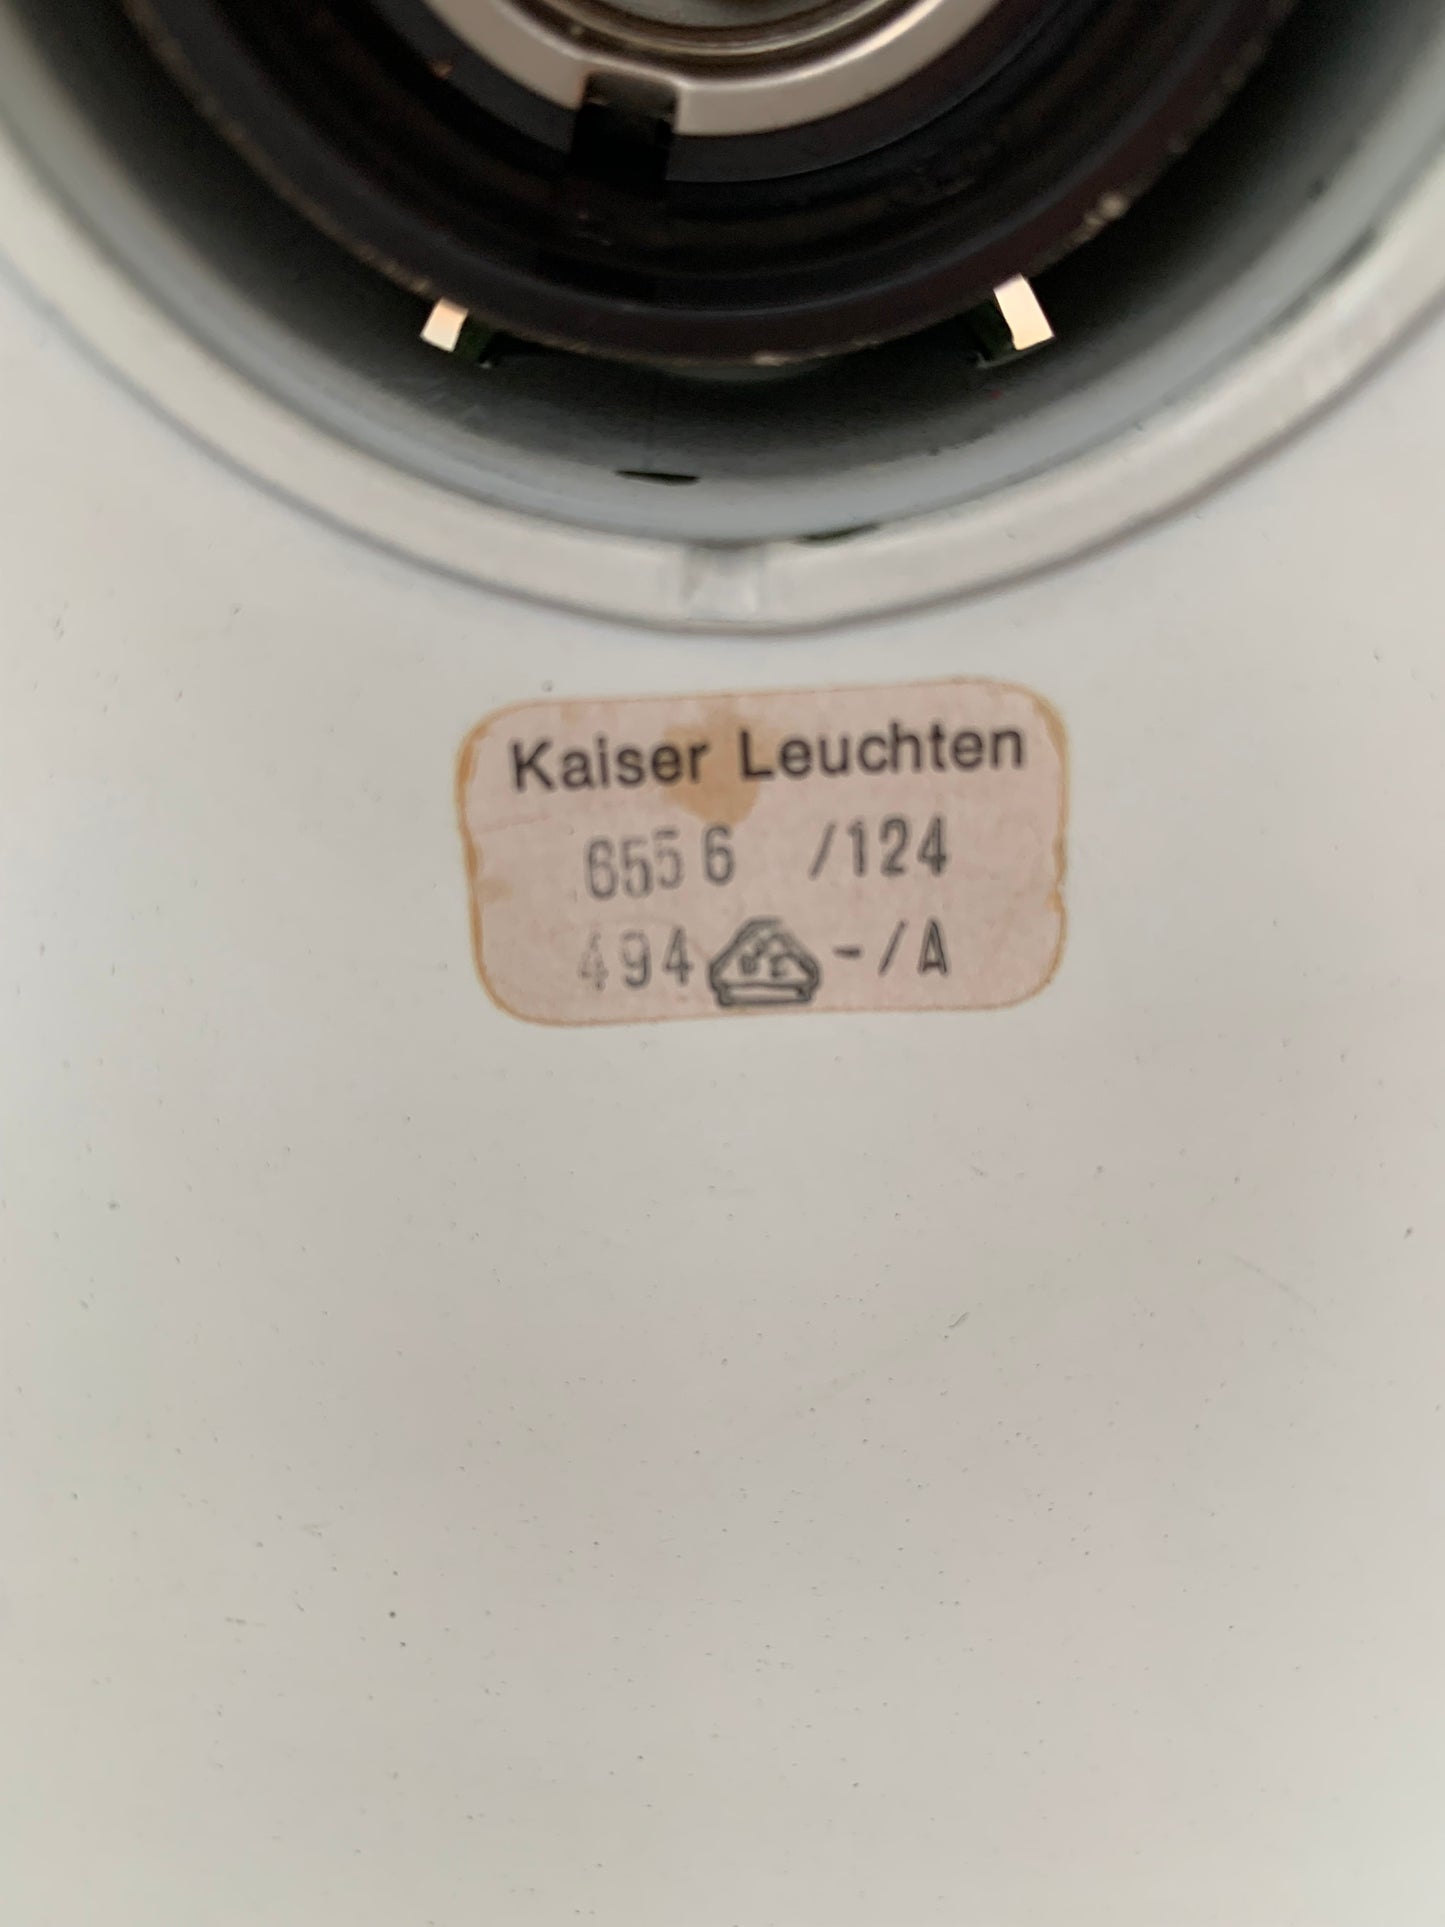 Kaiser Leuchten
6556 /124
494 -/A